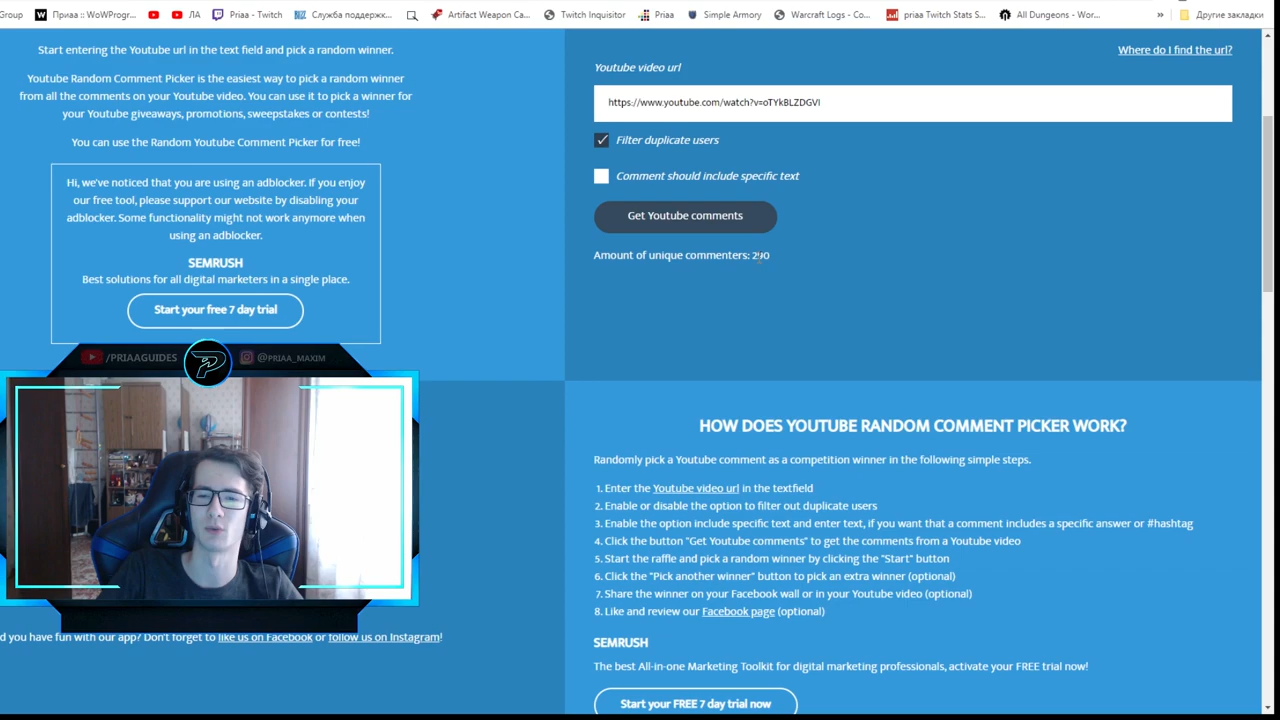 Group
Приаа :: WoWProgr...
ЛА
Priaa - Twitch
Служба поддержк...
Artifact Weapon Ca...
Twitch Inquisitor
Priaa
Simple Armory
Warcraft Logs - Co...
priaa Twitch Stats S...
All Dungeons - Wor...
»
Другие закладки
Start entering the Youtube url in the text field and pick a random winner.
Youtube Random Comment Picker is the easiest way to pick a random winner
from all the comments on your Youtube video. You can use it to pick a winner for
your Youtube giveaways, promotions, sweepstakes or contests!
You can use the Random Youtube Comment Picker for free!
Hi, we've noticed that you are using an adblocker. If you enjoy
our free tool, please support our website by disabling your
adblocker. Some functionality might not work anymore when
using an adblocker.
SEMRUSH
Best solutions for all digital marketers in a single place.
Start your free 7 day trial
/PRIAAGUIDES
@PRIAA_MAXIM
d you have fun with our app? Don't forget to like us on Facebook or follow us on Instagram!
Where do I find the url?
Youtube video url
https://www.youtube.com/watch?v=oTYkBLZDGVI
Filter duplicate users
Comment should include specific text
Get Youtube comments
Amount of unique commenters:
HOW DOES YOUTUBE RANDOM COMMENT PICKER WORK?
Randomly pick a Youtube comment as a competition winner in the following simple steps.
1. Enter the Youtube video url in the textfield
2. Enable or disable the option to filter out duplicate users
3. Enable the option include specific text and enter text, if you want that a comment includes a specific answer or #hashtag
4. Click the button "Get Youtube comments" to get the comments from a Youtube video
5. Start the raffle and pick a random winner by clicking the "Start" button
6. Click the "Pick another winner" button to pick an extra winner (optional)
7. Share the winner on your Facebook wall or in your Youtube video (optional)
8. Like and review our Facebook page (optional)
SEMRUSH
The best All-in-one Marketing Toolkit for digital marketing professionals, activate your FREE trial now!
Start your FREE 7 day trial now